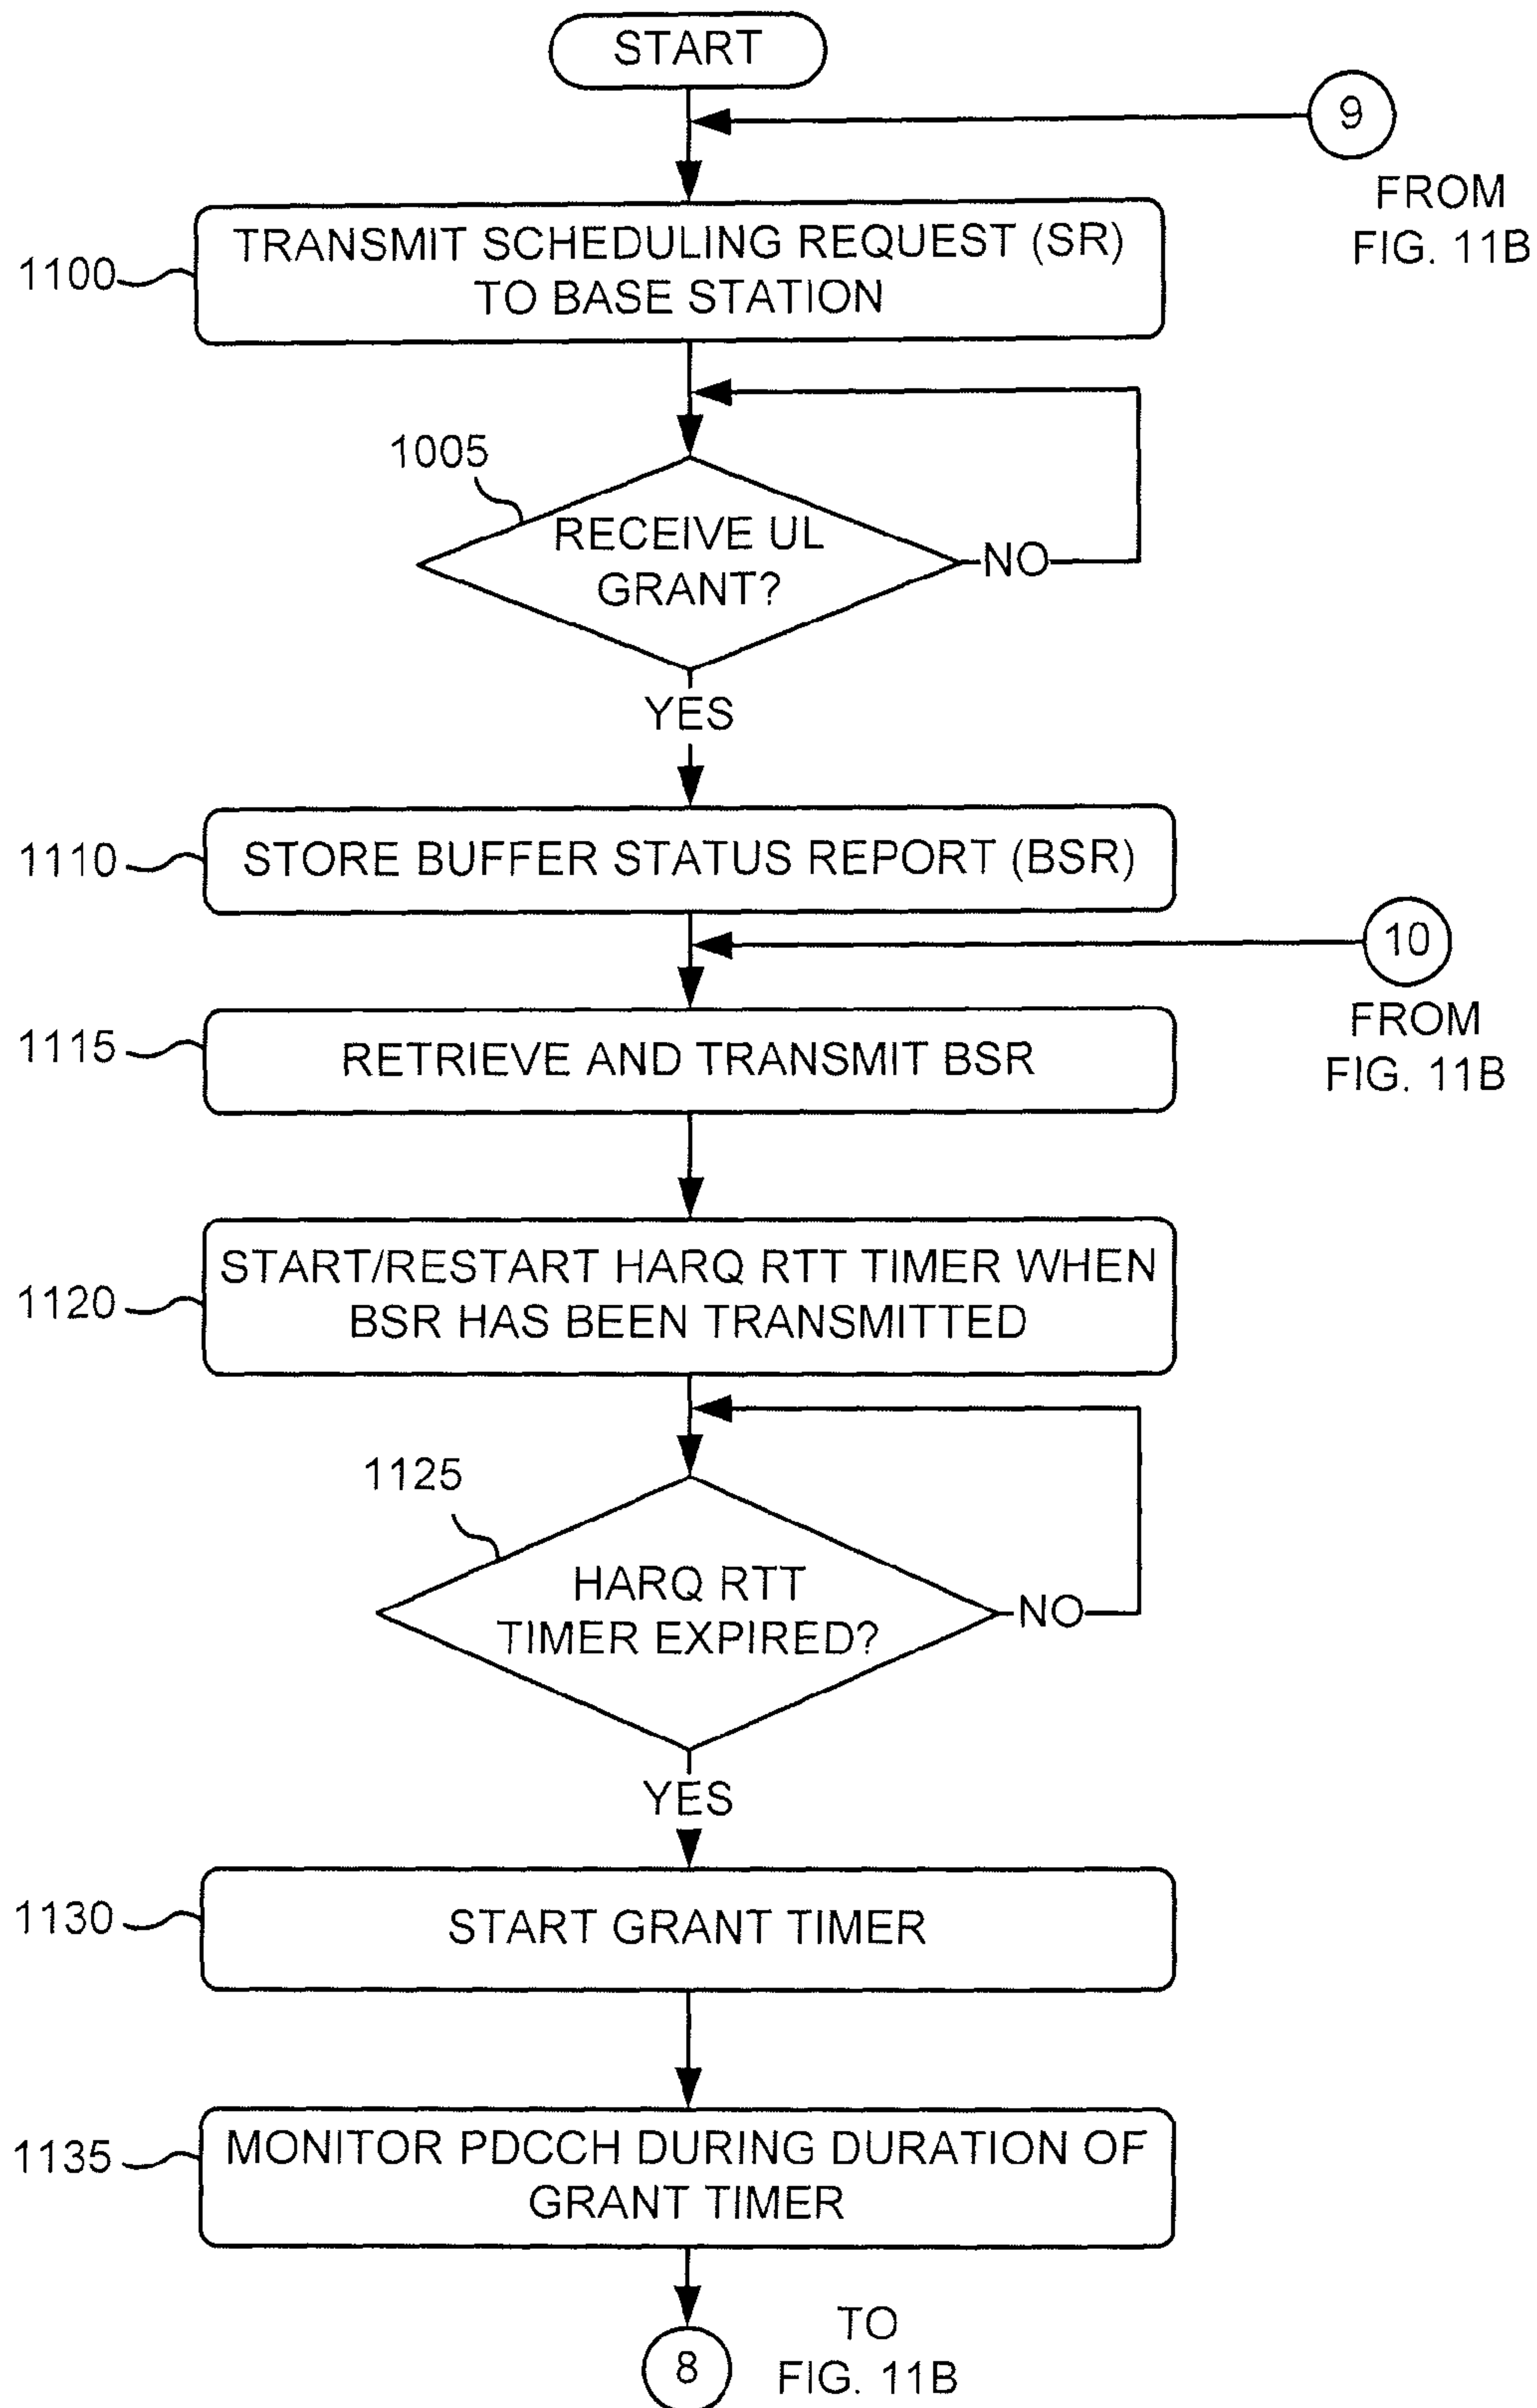 START
9
FROM
FIG. 11B
1100
TRANSMIT SCHEDULING REQUEST (SR)
TO BASE STATION
1005
RECEIVE UL
GRANT?
NO
YES
1110
STORE BUFFER STATUS REPORT (BSR)
10
FROM
FIG. 11B
1115
RETRIEVE AND TRANSMIT BSR
1120
START/RESTART HARQ RTT TIMER WHEN
BSR HAS BEEN TRANSMITTED
1125
HARQ RTT
TIMER EXPIRED?
NO
YES
1130
START GRANT TIMER
1135
MONITOR PDCCH DURING DURATION OF
GRANT TIMER
8
TO
FIG. 11B